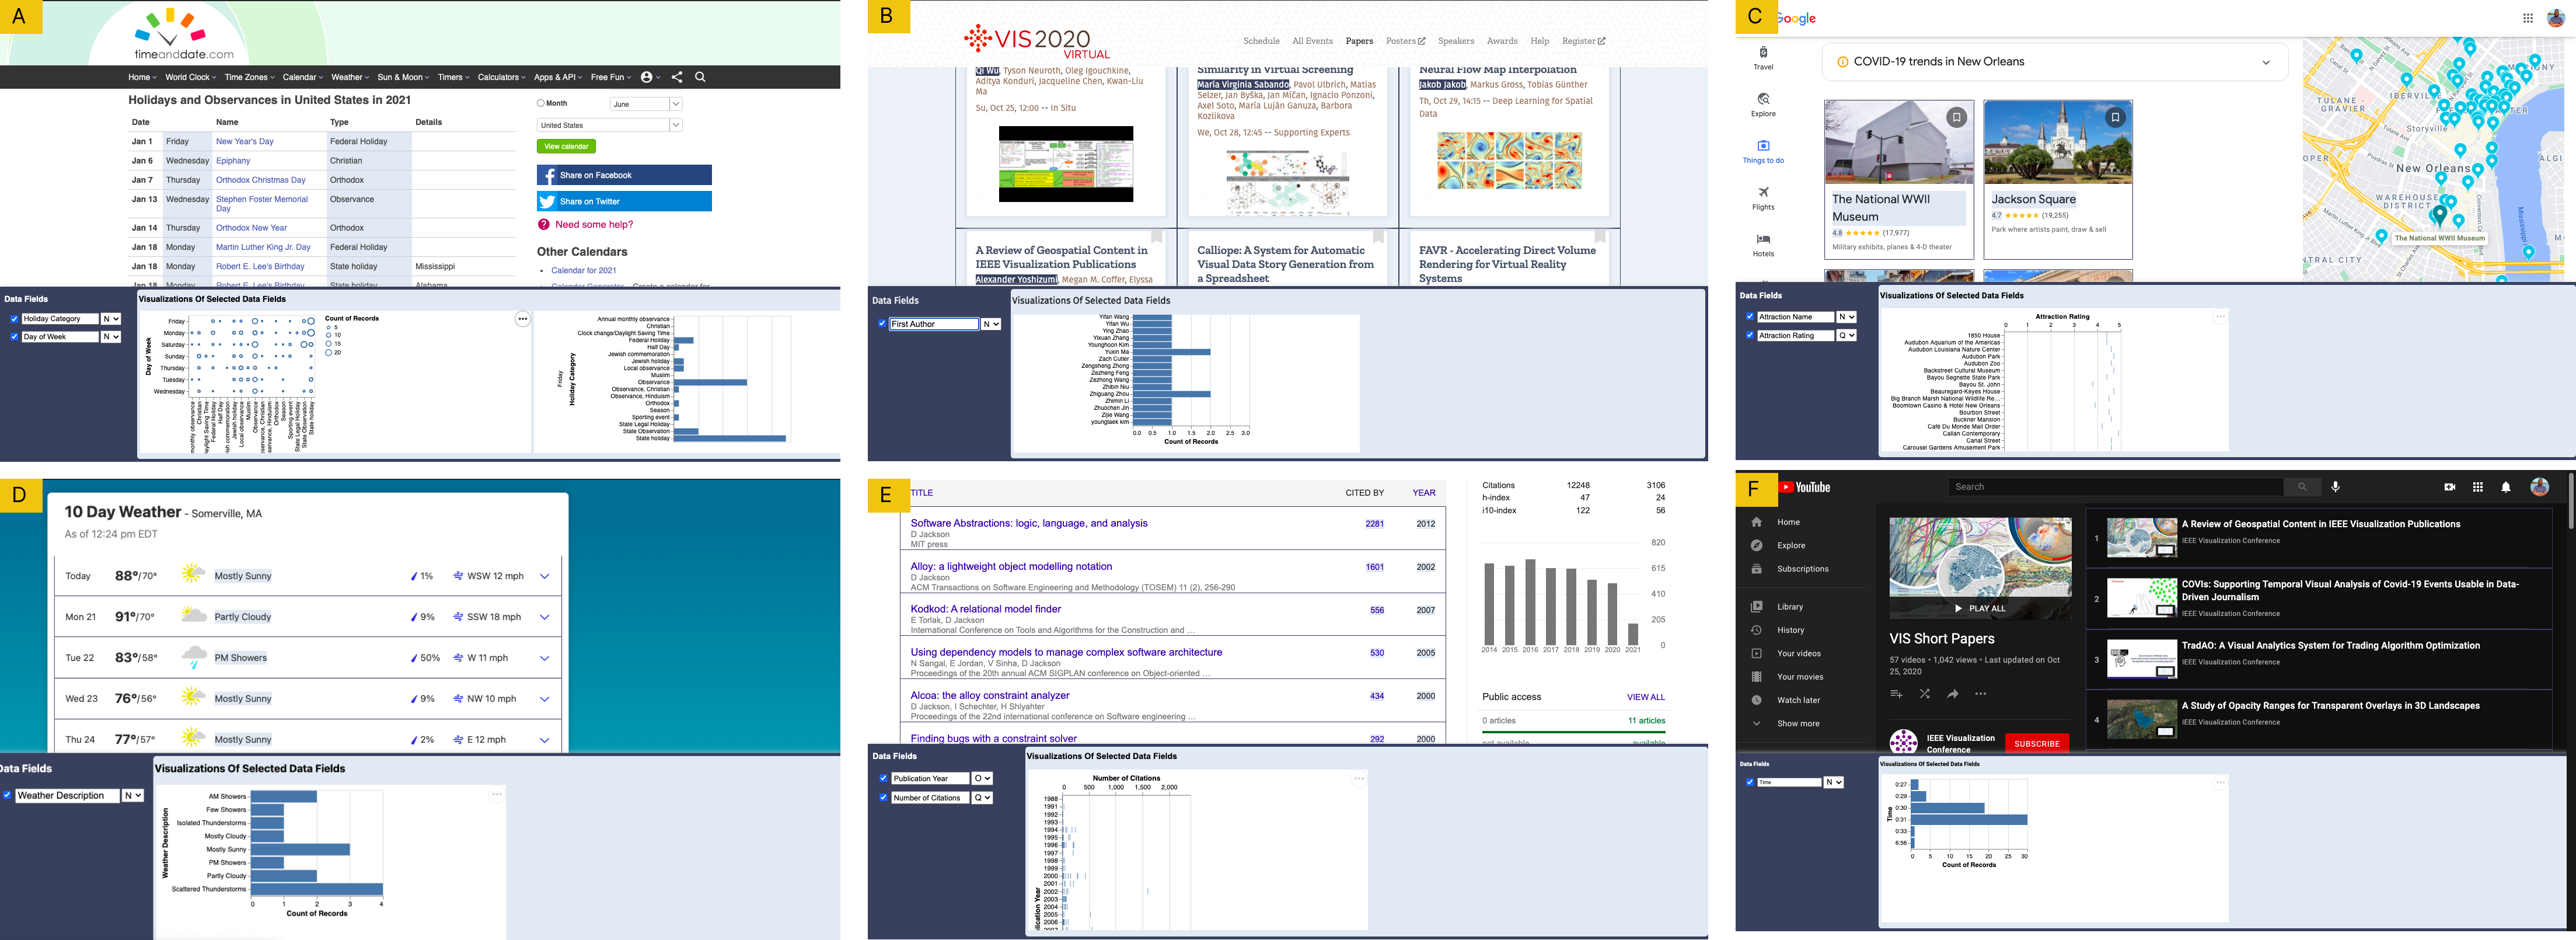 A
timeanddate.com
Home World Clock Time Zones Calendar Weather Sun & Moon Timers Calculators Apps & API Free Fun
Holidays and Observances in United States in 2021
Date Name Type Details
Jan 1 Friday New Year's Day Federal Holiday
Jan 6 Wednesday Epiphany Christian
Jan 7 Thursday Orthodox Christmas Day Orthodox
Jan 13 Wednesday Stephen Foster Memorial Day Observance
Jan 14 Thursday Orthodox New Year Orthodox
Jan 18 Monday Martin Luther King Jr. Day Federal Holiday
Jan 18 Monday Robert E. Lee's Birthday State holiday Mississippi
Jan 18 Monday Robert E. Lee's Birthday State holiday Alabama
Month June
United States
View calendar
Share on Facebook
Share on Twitter
Need some help?
Other Calendars
Calendar for 2021
Data Fields
Holiday Category N
Day of Week N
Visualizations Of Selected Data Fields
Day of Week
Friday
Monday
Saturday
Sunday
Thursday
Tuesday
Wednesday
Count of Records
5
10
15
20
Friday
Holiday Category
Annual monthly observance
Christian
Clock change/Daylight Saving Time
Federal Holiday
Half Day
Jewish commemoration
Jewish holiday
Local observance
Muslim
Observance
Observance, Christian
Observance, Hinduism
Orthodox
Season
Sporting event
State Legal Holiday
State Observation
State holiday
B
VIS2020
VIRTUAL
Schedule All Events Papers Posters Speakers Awards Help Register
Qi Wu, Tyson Neuroth, Oleg Igouchkine,
Aditya Konduri, Jacqueline Chen, Kwan-Liu
Ma
Su, Oct 25, 12:00 -- In Situ
Similarity in Virtual Screening
María Virginia Sabando, Pavol Ulbrich, Matias
Selzer, Jan Byška, Jan Mičan, Ignacio Ponzoni,
Axel Soto, María Luján Ganuza, Barbora
Kozlikova
We, Oct 28, 12:45 -- Supporting Experts
Neural Flow Map Interpolation
Jakob Jakob, Markus Gross, Tobias Günther
Th, Oct 29, 14:15 -- Deep Learning for Spatial
Data
A Review of Geospatial Content in
IEEE Visualization Publications
Alexander Yoshizumi, Megan M. Coffer, Elyssa
Calliope: A System for Automatic
Visual Data Story Generation from
a Spreadsheet
FAVR - Accelerating Direct Volume
Rendering for Virtual Reality
Systems
Data Fields
First Author N
Visualizations Of Selected Data Fields
Yifan Wang
Yifan Wu
Ying Zhao
Yixuan Zhang
Younghoon Kim
Yuxin Ma
Zach Cutler
Zengsheng Zhong
Zezheng Feng
Zezhong Wang
Zhibin Niu
Zhiguang Zhou
Zhimin Li
Zhuochen Jin
Zijie Wang
youngtaek kim
0.0 0.5 1.0 1.5 2.0 2.5 3.0
Count of Records
C
Google
Travel
Explore
Things to do
Flights
Hotels
COVID-19 trends in New Orleans
The National WWII
Museum
4.8 (17,977)
Military exhibits, planes & 4-D theater
Jackson Square
4.7 (19,255)
Park where artists paint, draw & sell
TULANE -
GRAVIER
IBERVILLE
Storyville
New Orleans
WAREHOUSE
DISTRICT
The National WWII Museum
CENTRAL CITY
Mississippi
Data Fields
Attraction Name N
Attraction Rating Q
Visualizations Of Selected Data Fields
Attraction Rating
0 1 2 3 4 5
1850 House
Audubon Aquarium of the Americas
Audubon Louisiana Nature Center
Audubon Park
Audubon Zoo
Backstreet Cultural Museum
Bayou Segnette State Park
Bayou St. John
Beauregard-Keyes House
Big Branch Marsh National Wildlife Re...
Boomtown Casino & Hotel New Orleans
Bourbon Street
Buckner Mansion
Café Du Monde Mail Order
Callan Contemporary
Canal Street
Carousel Gardens Amusement Park
D
10 Day Weather - Somerville, MA
As of 12:24 pm EDT
Today 88°/70° Mostly Sunny 1% WSW 12 mph
Mon 21 91°/70° Partly Cloudy 9% SSW 18 mph
Tue 22 83°/58° PM Showers 50% W 11 mph
Wed 23 76°/56° Mostly Sunny 9% NW 10 mph
Thu 24 77°/57° Mostly Sunny 2% E 12 mph
Data Fields
Weather Description N
Visualizations Of Selected Data Fields
Weather Description
AM Showers
Few Showers
Isolated Thunderstorms
Mostly Cloudy
Mostly Sunny
PM Showers
Partly Cloudy
Scattered Thunderstorms
0 1 2 3 4
Count of Records
E
TITLE CITED BY YEAR
Software Abstractions: logic, language, and analysis 2281 2012
D Jackson
MIT press
Alloy: a lightweight object modelling notation 1601 2002
D Jackson
ACM Transactions on Software Engineering and Methodology (TOSEM) 11 (2), 256-290
Kodkod: A relational model finder 556 2007
E Torlak, D Jackson
International Conference on Tools and Algorithms for the Construction and ...
Using dependency models to manage complex software architecture 530 2005
N Sangal, E Jordan, V Sinha, D Jackson
Proceedings of the 20th annual ACM SIGPLAN conference on Object-oriented ...
Alcoa: the alloy constraint analyzer 434 2000
D Jackson, I Schechter, H Shlyahter
Proceedings of the 22nd international conference on Software engineering ...
Finding bugs with a constraint solver 292 2000
Citations 12248 3106
h-index 47 24
i10-index 122 56
820
615
410
205
0
2014 2015 2016 2017 2018 2019 2020 2021
Public access VIEW ALL
0 articles 11 articles
not available available
Data Fields
Publication Year O
Number of Citations Q
Visualizations Of Selected Data Fields
Number of Citations
0 500 1,000 1,500 2,000
1988
1991
1992
1993
1994
1995
1996
1997
1998
1999
2000
2001
2002
2003
2004
2005
2006
2007
F
YouTube
Search
Home
Explore
Subscriptions
Library
History
Your videos
Your movies
Watch later
Show more
PLAY ALL
VIS Short Papers
57 videos • 1,042 views • Last updated on Oct
25, 2020
IEEE Visualization
Conference
SUBSCRIBE
1 A Review of Geospatial Content in IEEE Visualization Publications
IEEE Visualization Conference
2 COVIs: Supporting Temporal Visual Analysis of Covid-19 Events Usable in Data-
Driven Journalism
IEEE Visualization Conference
3 TradAO: A Visual Analytics System for Trading Algorithm Optimization
IEEE Visualization Conference
4 A Study of Opacity Ranges for Transparent Overlays in 3D Landscapes
IEEE Visualization Conference
Data Fields
Time N
Visualizations Of Selected Data Fields
Time
0:27
0:29
0:30
0:31
0:33
6:56
0 5 10 15 20 25 30
Count of Records